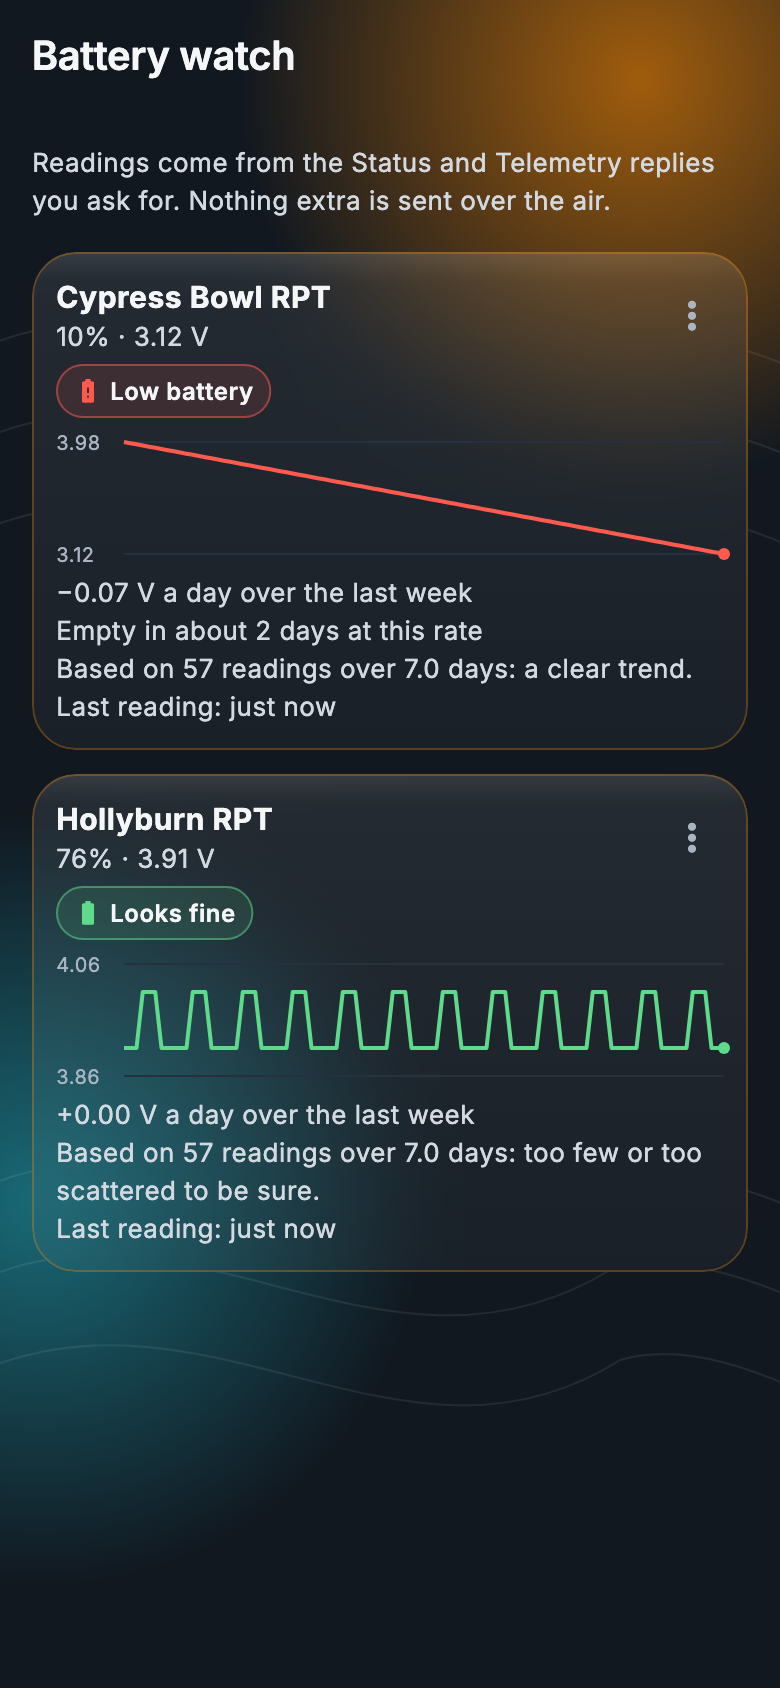 Battery watch
Readings come from the Status and Telemetry replies
you ask for. Nothing extra is sent over the air.
Cypress Bowl RPT
10% · 3.12 V
Low battery
3.98
3.12
−0.07 V a day over the last week
Empty in about 2 days at this rate
Based on 57 readings over 7.0 days: a clear trend.
Last reading: just now
Hollyburn RPT
76% · 3.91 V
Looks fine
4.06
3.86
+0.00 V a day over the last week
Based on 57 readings over 7.0 days: too few or too
scattered to be sure.
Last reading: just now